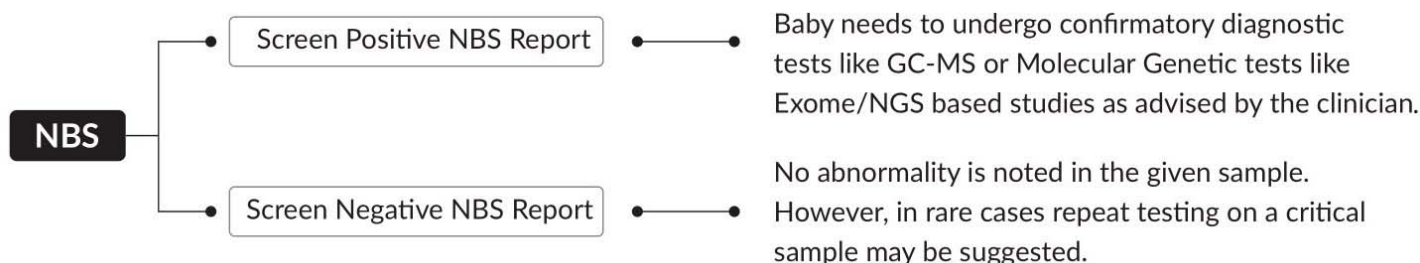 NBS
Screen Positive NBS Report
Baby needs to undergo confirmatory diagnostic
tests like GC-MS or Molecular Genetic tests like
Exome/NGS based studies as advised by the clinician.
Screen Negative NBS Report
No abnormality is noted in the given sample.
However, in rare cases repeat testing on a critical
sample may be suggested.